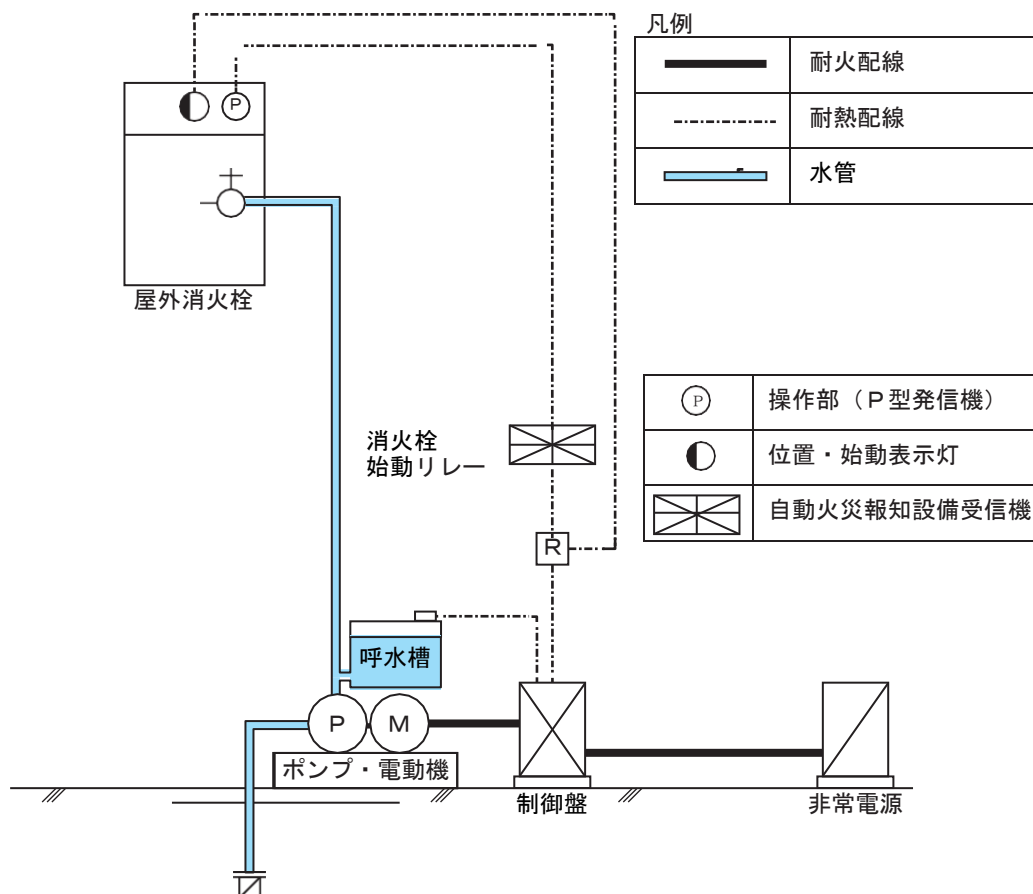 凡例
耐火配線
耐熱配線
水管
P
屋外消火栓
P
操作部（P型発信機）
位置・始動表示灯
自動火災報知設備受信機
消火栓
始動リレー
R
呼水槽
P
M
ポンプ・電動機
制御盤
非常電源